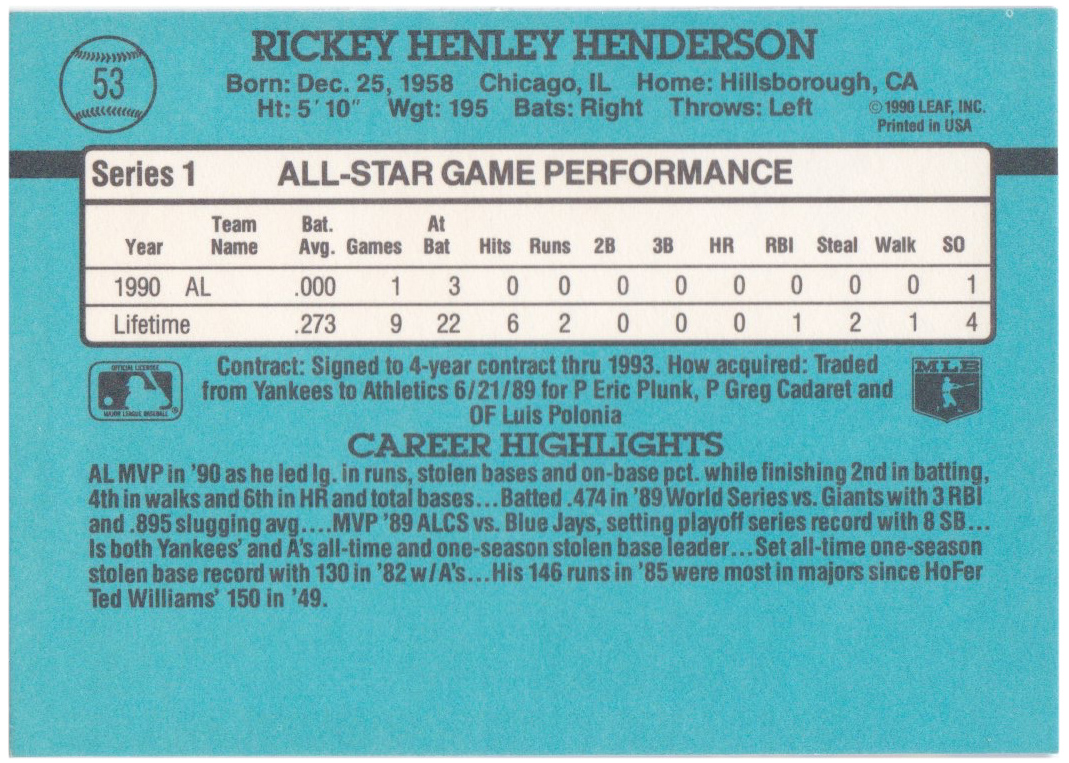 53
RICKEY HENLEY HENDERSON
Born: Dec. 25, 1958 Chicago, IL Home: Hillsborough, CA
Ht: 5´ 10˝ Wgt: 195 Bats: Right Throws: Left
©1990 LEAF, INC.
Printed in USA
Series 1 ALL-STAR GAME PERFORMANCE
Year Team Name Bat. Avg. Games At Bat Hits Runs 2B 3B HR RBI Steal Walk SO
1990 AL .000 1 3 0 0 0 0 0 0 0 0 1
Lifetime .273 9 22 6 2 0 0 0 1 2 1 4
OFFICIAL LICENSEE
MAJOR LEAGUE BASEBALL ®
Contract: Signed to 4-year contract thru 1993. How acquired: Traded
from Yankees to Athletics 6/21/89 for P Eric Plunk, P Greg Cadaret and
OF Luis Polonia
MLB
CAREER HIGHLIGHTS
AL MVP in ’90 as he led lg. in runs, stolen bases and on-base pct. while finishing 2nd in batting,
4th in walks and 6th in HR and total bases...Batted .474 in ’89 World Series vs. Giants with 3 RBI
and .895 slugging avg....MVP ’89 ALCS vs. Blue Jays, setting playoff series record with 8 SB...
Is both Yankees’ and A’s all-time and one-season stolen base leader...Set all-time one-season
stolen base record with 130 in ’82 w/A’s...His 146 runs in ’85 were most in majors since HoFer
Ted Williams’ 150 in ’49.